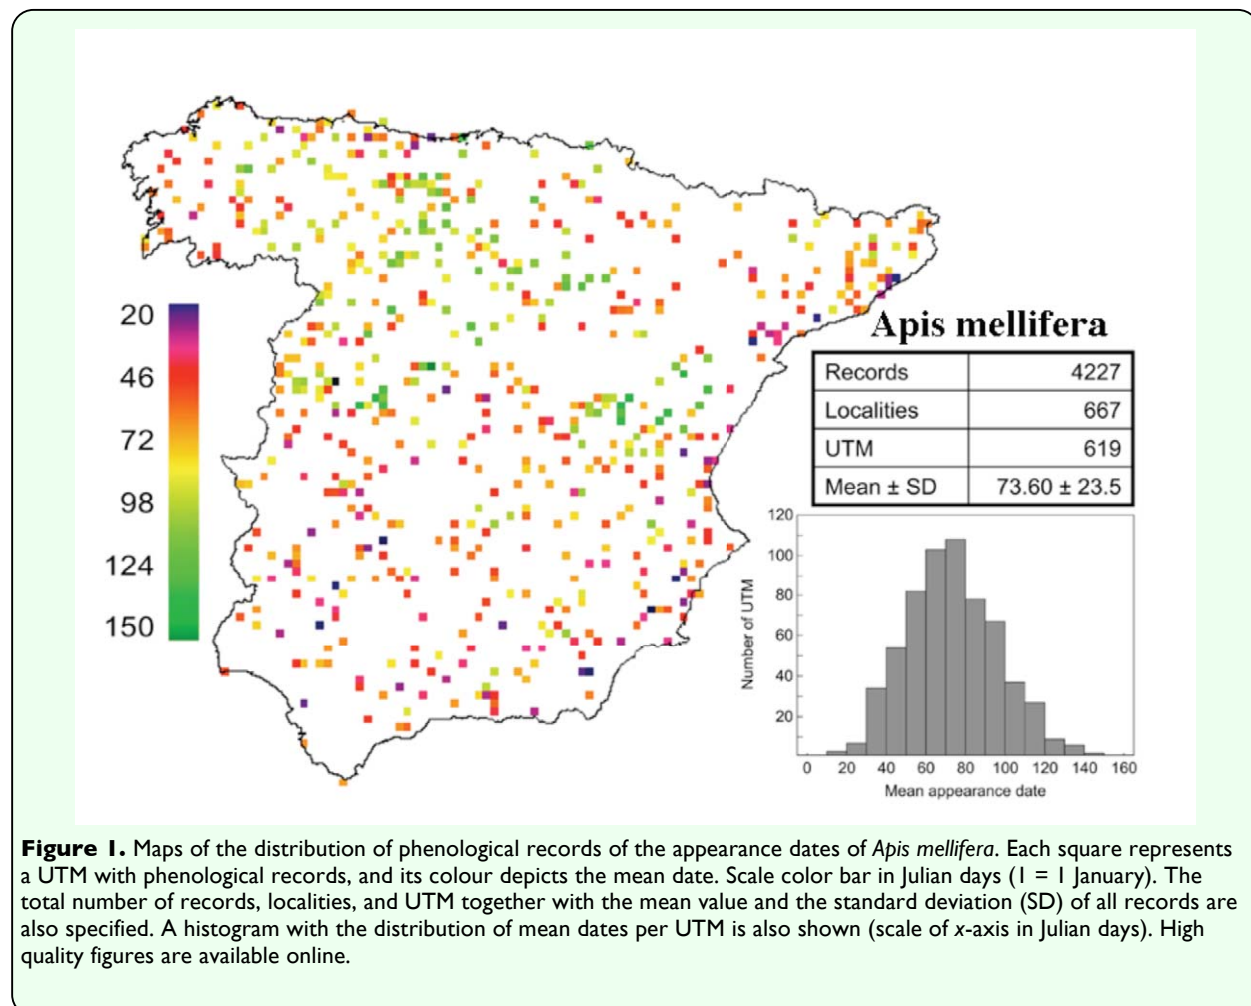 20
46
72
98
124
150
Apis mellifera
Records 4227
Localities 667
UTM 619
Mean ± SD 73.60 ± 23.5
Number of UTM
120
100
80
60
40
20
0 20 40 60 80 100 120 140 160
Mean appearance date
Figure 1. Maps of the distribution of phenological records of the appearance dates of Apis mellifera. Each square represents
a UTM with phenological records, and its colour depicts the mean date. Scale color bar in Julian days (1 = 1 January). The
total number of records, localities, and UTM together with the mean value and the standard deviation (SD) of all records are
also specified. A histogram with the distribution of mean dates per UTM is also shown (scale of x-axis in Julian days). High
quality figures are available online.